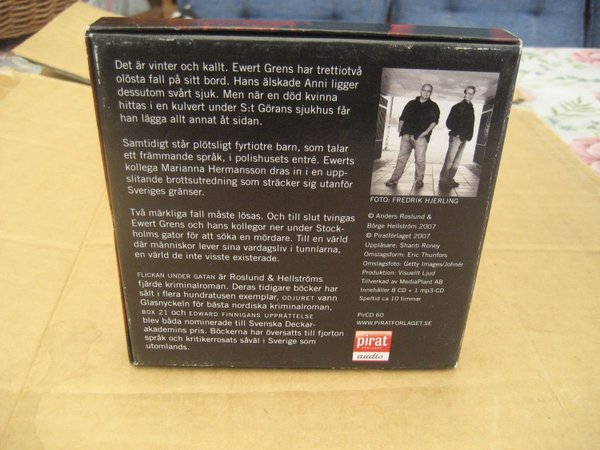 Det är vinter och kallt. Ewert Grens har trettiotvå
olösta fall på sitt bord. Hans älskade Anni ligger
dessutom svårt sjuk. Men när en död kvinna
hittas i en kulvert under S:t Görans sjukhus får
han lägga allt annat åt sidan.
Samtidigt står plötsligt fyrtiotre barn, som talar
ett främmande språk, i polishusets entré. Ewerts
kollega Marianna Hermansson dras in i en upp-
slitande brottsutredning som sträcker sig utanför
Sveriges gränser.
Två märkliga fall måste lösas. Och till slut tvingas
Ewert Grens och hans kollegor ner under Stock-
holms gator för att söka en mördare. Till en värld
där människor lever sina vardagsliv i tunnlarna,
en värld de inte visste existerade.
FLICKAN UNDER GATAN är Roslund & Hellströms
fjärde kriminalroman. Deras tidigare böcker har
sålt i flera hundratusen exemplar, ODJURET vann
Glasnyckeln för bästa nordiska kriminalroman,
BOX 21 och EDWARD FINNIGANS UPPRÄTTELSE
blev båda nominerade till Svenska Deckar-
akademins pris. Böckerna har översatts till fjorton
språk och kritikerrosats såväl i Sverige som
utomlands.
FOTO: FREDRIK HJERLING
© Anders Roslund &
Börge Hellström 2007
℗ Piratförlaget 2007
Uppläsare: Shanti Roney
Omslagsform: Eric Thunfors
Omslagsfoto: Getty Images/Johnér
Produktion: Visuellt Ljud
Tillverkad av MediaPlant AB
Innehåller 8 CD + 1 mp3-CD
Speltid ca 10 timmar
PirCD 60
WWW.PIRATFORLAGET.SE
pirat
FÖRLAGET
audio